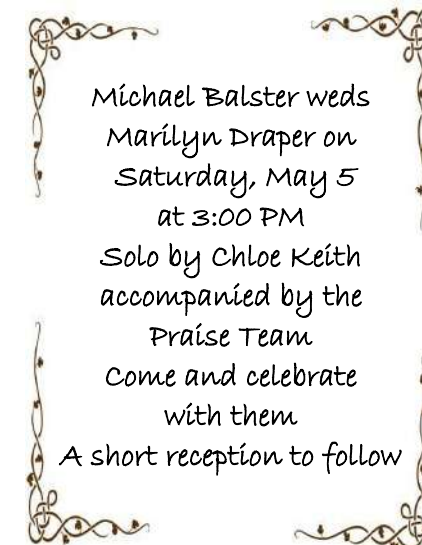 Michael Balster weds
Marilyn Draper on
Saturday, May 5
at 3:00 PM
Solo by Chloe Keith
accompanied by the
Praise Team
Come and celebrate
with them
A short reception to follow